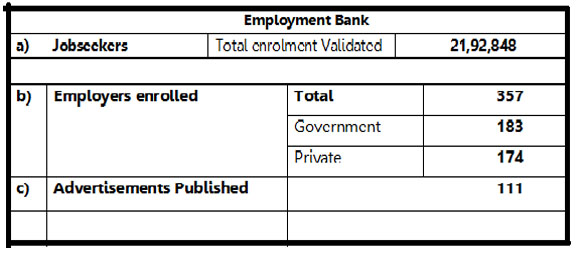 Employment Bank
a) Jobseekers Total enrolment Validated 21,92,848
b) Employers enrolled Total 357
Government 183
Private 174
c) Advertisements Published 111